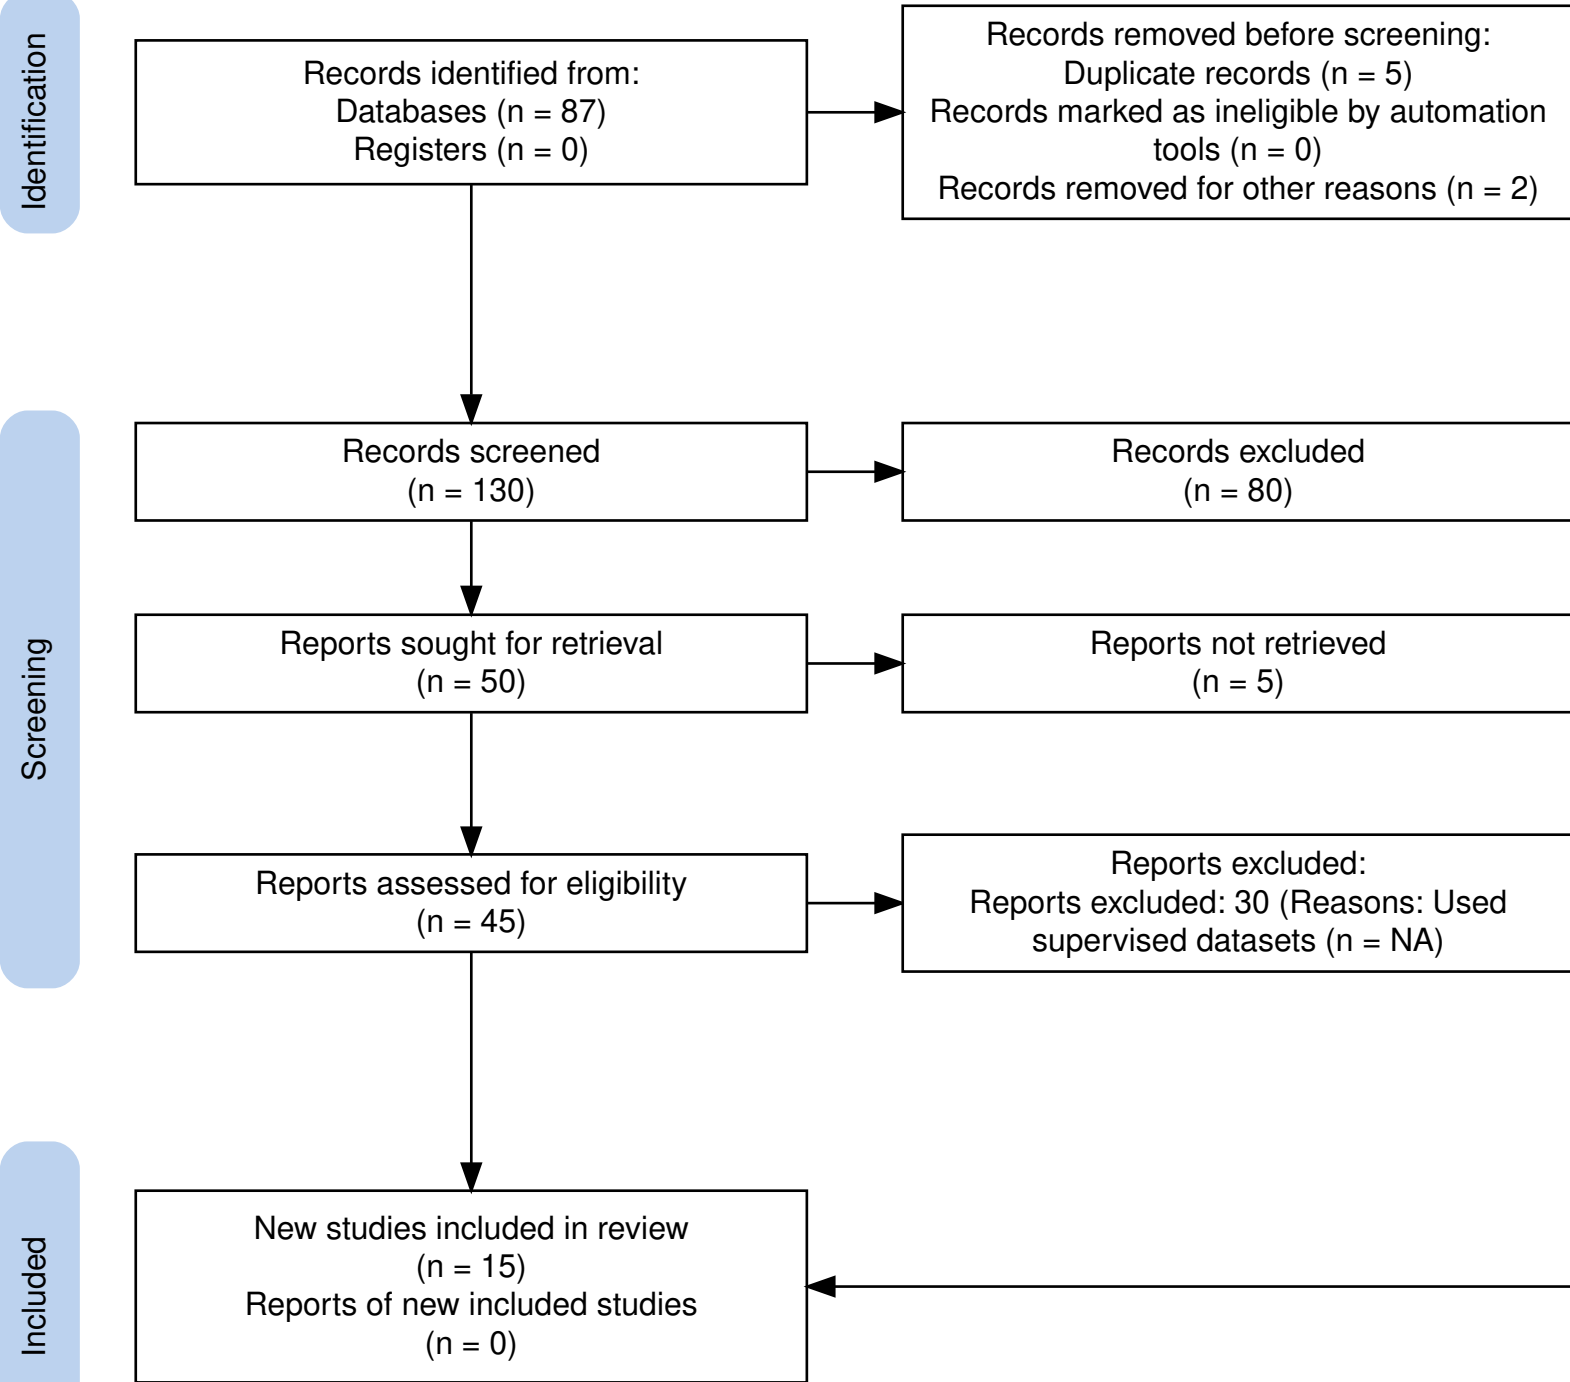 Identification
Records identified from:
Databases (n = 87)
Registers (n = 0)
Records removed before screening:
Duplicate records (n = 5)
Records marked as ineligible by automation
tools (n = 0)
Records removed for other reasons (n = 2)
Screening
Records screened
(n = 130)
Records excluded
(n = 80)
Reports sought for retrieval
(n = 50)
Reports not retrieved
(n = 5)
Reports assessed for eligibility
(n = 45)
Reports excluded:
Reports excluded: 30 (Reasons: Used
supervised datasets (n = NA)
Included
New studies included in review
(n = 15)
Reports of new included studies
(n = 0)